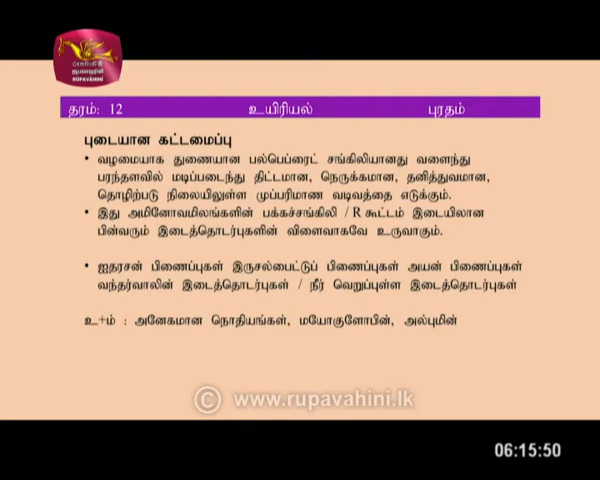 රූපවාහිනී
ரூபவாஹினி
RUPAVAHINI
தரம்: 12 உயிரியல் புரதம்
புடையான கட்டமைப்பு
• வழமையாக துணையான பல்பெப்ரைட் சங்கிலியானது வளைந்து
பரந்தளவில் மடிப்படைந்து திட்டமான, நெருக்கமான, தனித்துவமான,
தொழிற்படு நிலையிலுள்ள முப்பரிமாண வடிவத்தை எடுக்கும்.
• இது அமினோவமிலங்களின் பக்கச்சங்கிலி / R கூட்டம் இடையிலான
பின்வரும் இடைத்தொடர்புகளின் விளைவாகவே உருவாகும்.
• ஐதரசன் பிணைப்புகள் இருசல்பைட்டுப் பிணைப்புகள் அயன் பிணைப்புகள்
வந்தர்வாலின் இடைத்தொடர்புகள் / நீர் வெறுப்புள்ள இடைத்தொடர்புகள்
உ+ம் : அனேகமான நொதியங்கள், மயோகுளோபின், அல்புமின்
© www.rupavahini.lk
06:15:50